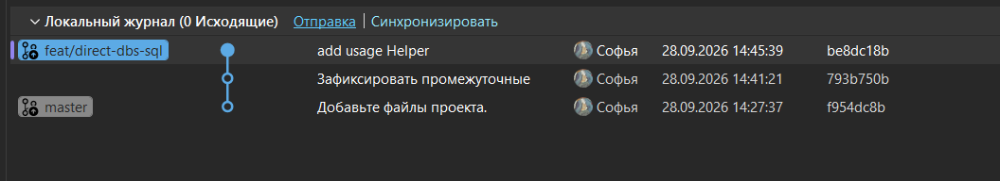 Локальный журнал (0 Исходящие) Отправка | Синхронизировать
feat/direct-dbs-sql add usage Helper Софья 28.09.2026 14:45:39 be8dc18b
Зафиксировать промежуточные Софья 28.09.2026 14:41:21 793b750b
master Добавьте файлы проекта. Софья 28.09.2026 14:27:37 f954dc8b